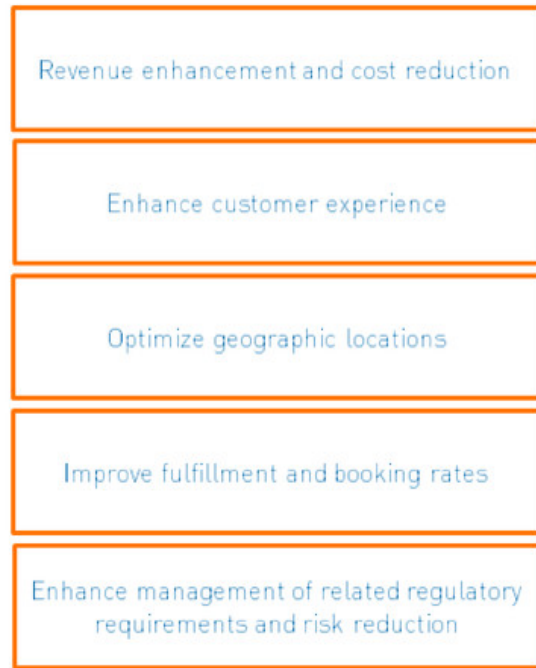 Revenue enhancement and cost reduction
Enhance customer experience
Optimize geographic locations
Improve fulfillment and booking rates
Enhance management of related regulatory
requirements and risk reduction